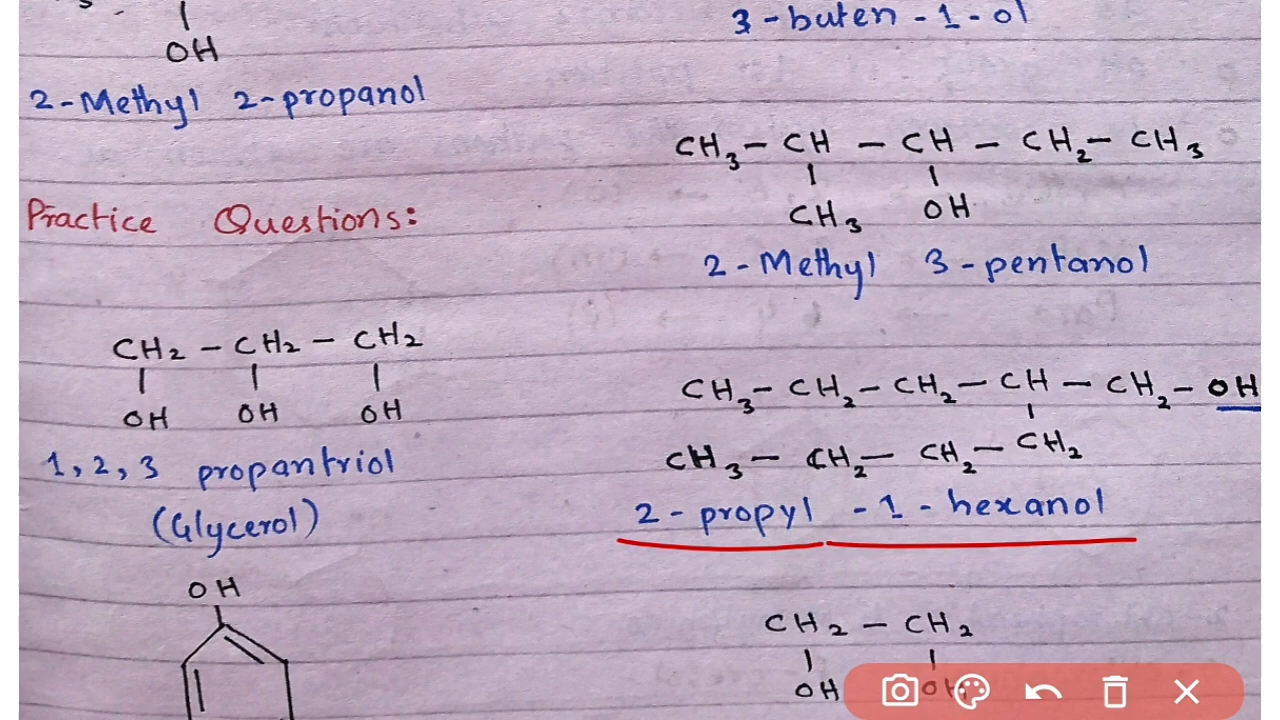 OH
2-Methyl 2-propanol
Practice Questions:
CH₂ - CH₂ - CH₂
OH OH OH
1, 2, 3 propantriol
(Glycerol)
OH
3-buten-1-ol
CH₃- CH - CH - CH₂- CH₃
CH₃ OH
2-Methyl 3-pentanol
CH₃- CH₂- CH₂- CH - CH₂- OH
CH₃- CH₂- CH₂- CH₂
2-propyl -1-hexanol
CH₂ - CH₂
OH OH